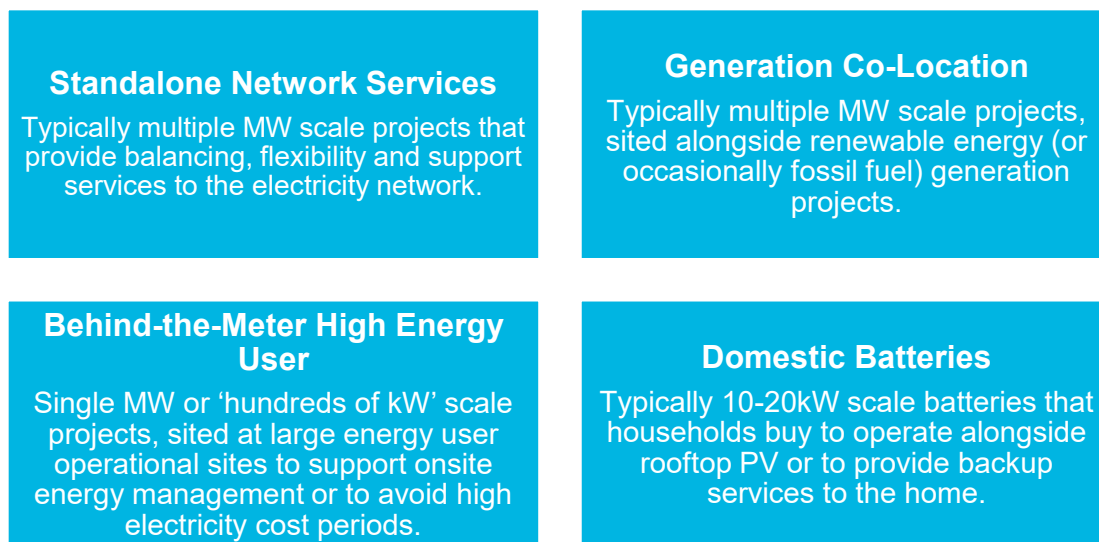 Standalone Network Services
Typically multiple MW scale projects that
provide balancing, flexibility and support
services to the electricity network.
Generation Co-Location
Typically multiple MW scale projects,
sited alongside renewable energy (or
occasionally fossil fuel) generation
projects.
Behind-the-Meter High Energy
User
Single MW or ‘hundreds of kW’ scale
projects, sited at large energy user
operational sites to support onsite
energy management or to avoid high
electricity cost periods.
Domestic Batteries
Typically 10-20kW scale batteries that
households buy to operate alongside
rooftop PV or to provide backup
services to the home.